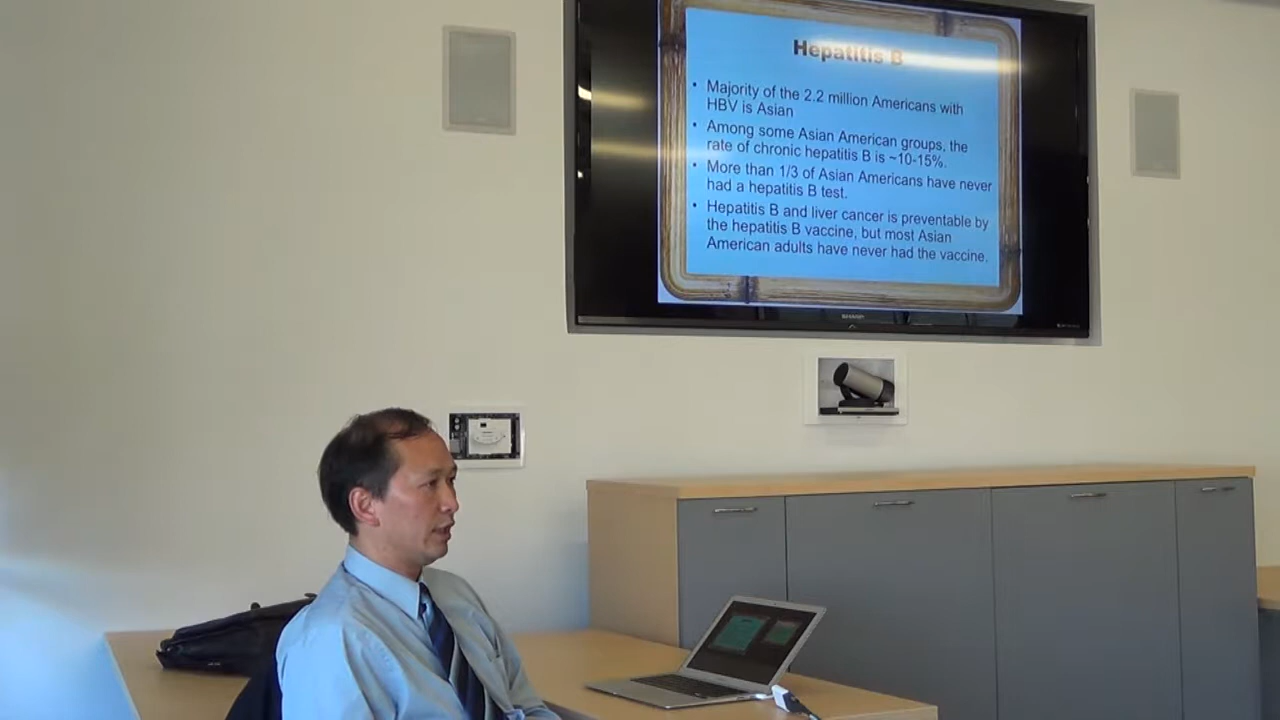 Hepatitis B
• Majority of the 2.2 million Americans with
HBV is Asian
• Among some Asian American groups, the
rate of chronic hepatitis B is ~10-15%.
• More than 1/3 of Asian Americans have never
had a hepatitis B test.
• Hepatitis B and liver cancer is preventable by
the hepatitis B vaccine, but most Asian
American adults have never had the vaccine.
SHARP